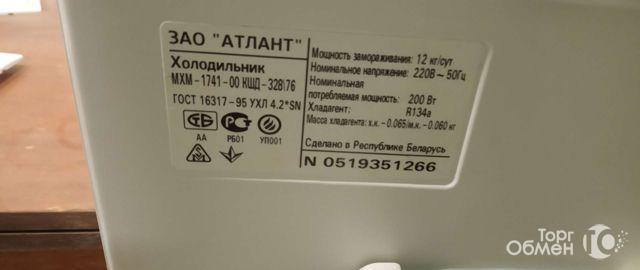 ЗАО "АТЛАНТ"
Холодильник
МХМ-1741-00 КШД-328\76
ГОСТ 16317-95 УХЛ 4.2*SN
АА РБ01 УП001
Мощность замораживания: 12 кг/сут
Номинальное напряжение: 220В ~ 50Гц
Номинальная
потребляемая мощность: 200 Вт
Хладагент: R134a
Масса хладагента: х.к. -0.065/м.к. -0.060 кг
Сделано в Республике Беларусь
N 0519351266
Торг
Обмен